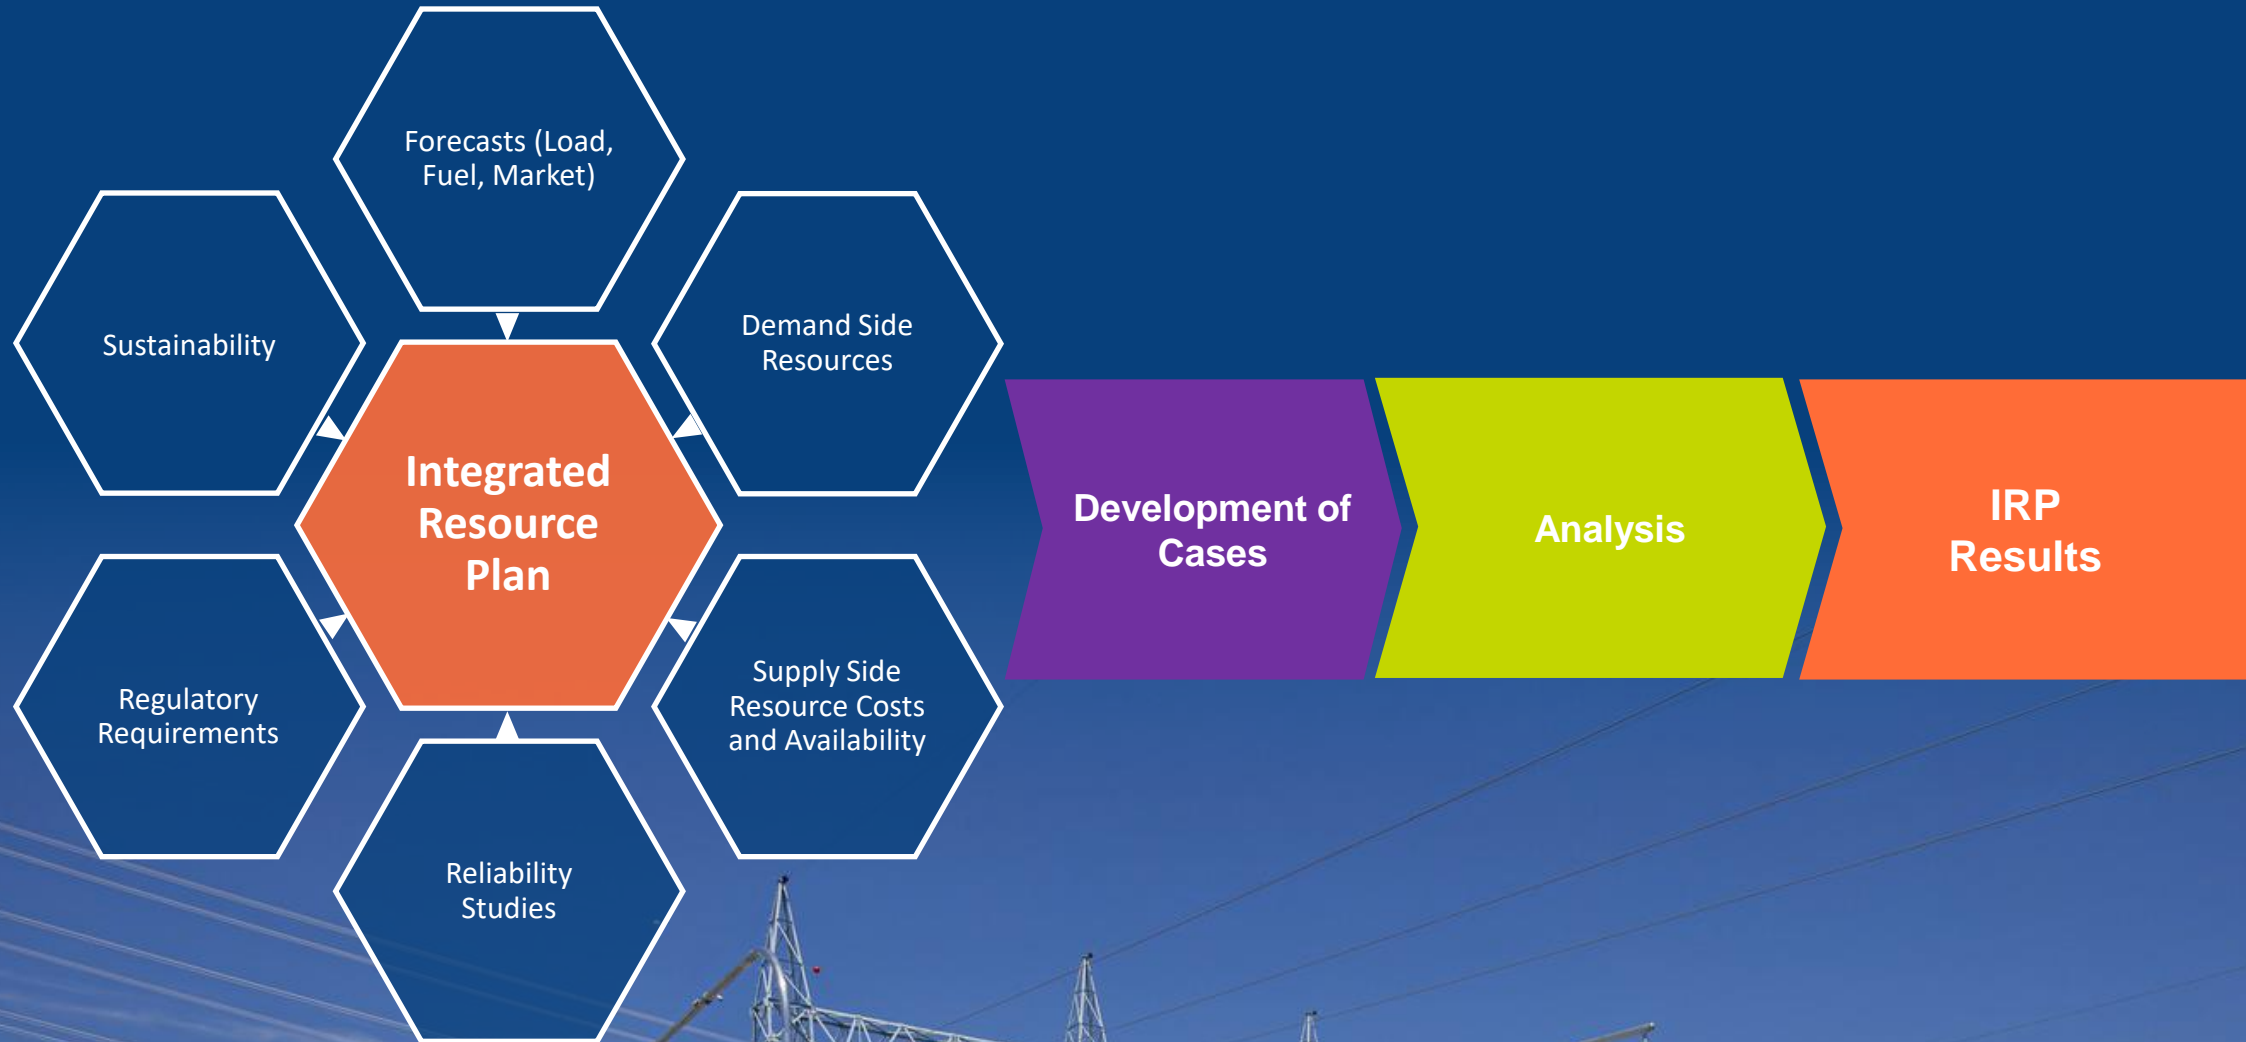 Forecasts (Load,
Fuel, Market)
Sustainability
Demand Side
Resources
Integrated
Resource
Plan
Regulatory
Requirements
Supply Side
Resource Costs
and Availability
Reliability
Studies
Development of
Cases
Analysis
IRP
Results